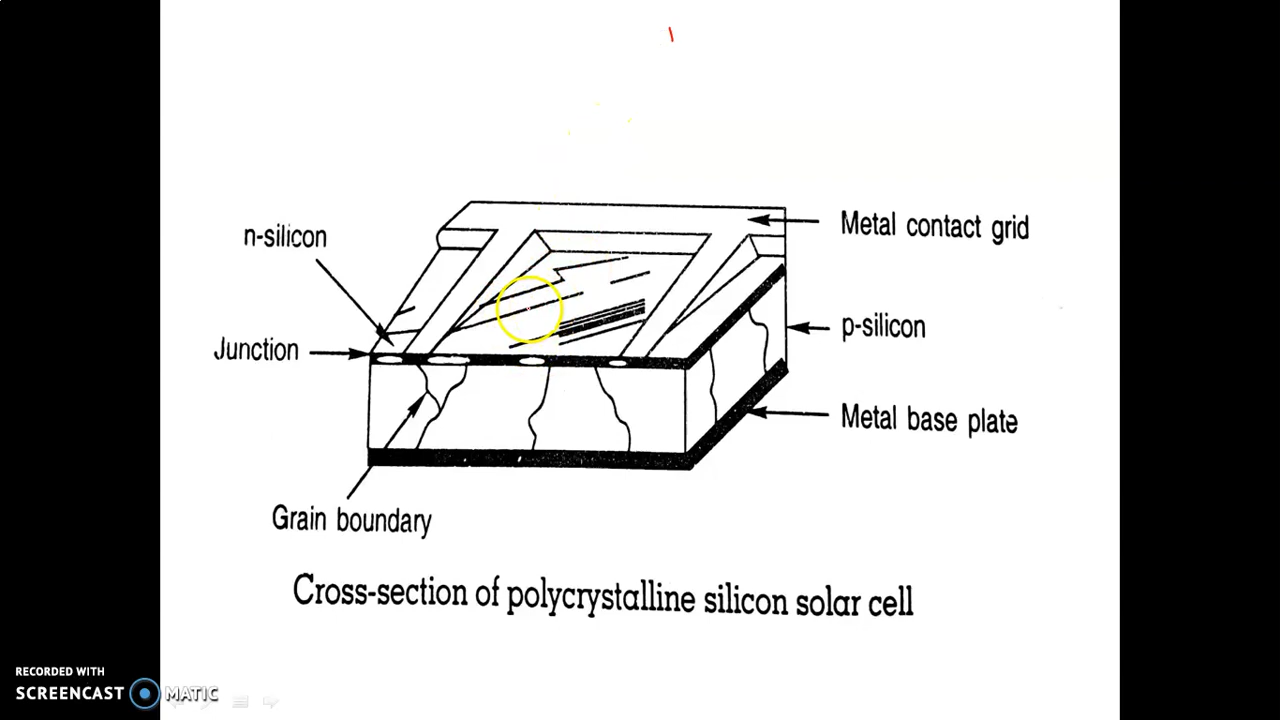 n-silicon
Metal contact grid
Junction
p-silicon
Metal base plate
Grain boundary
Cross-section of polycrystalline silicon solar cell
RECORDED WITH
SCREENCAST MATIC